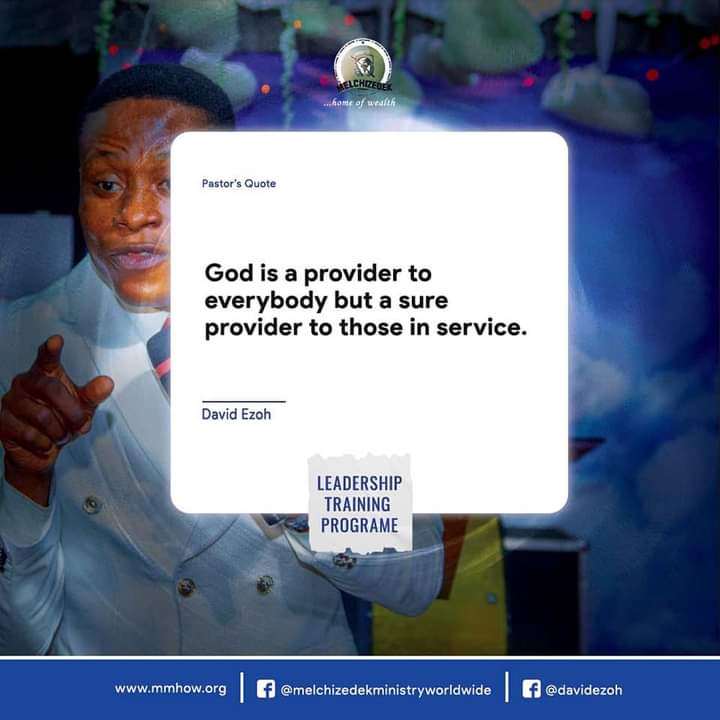 MELCHIZEDEK
...home of wealth
Pastor's Quote
God is a provider to
everybody but a sure
provider to those in service.
David Ezoh
LEADERSHIP
TRAINING
PROGRAME
www.mmhow.org
@melchizedekministryworldwide
@davidezoh